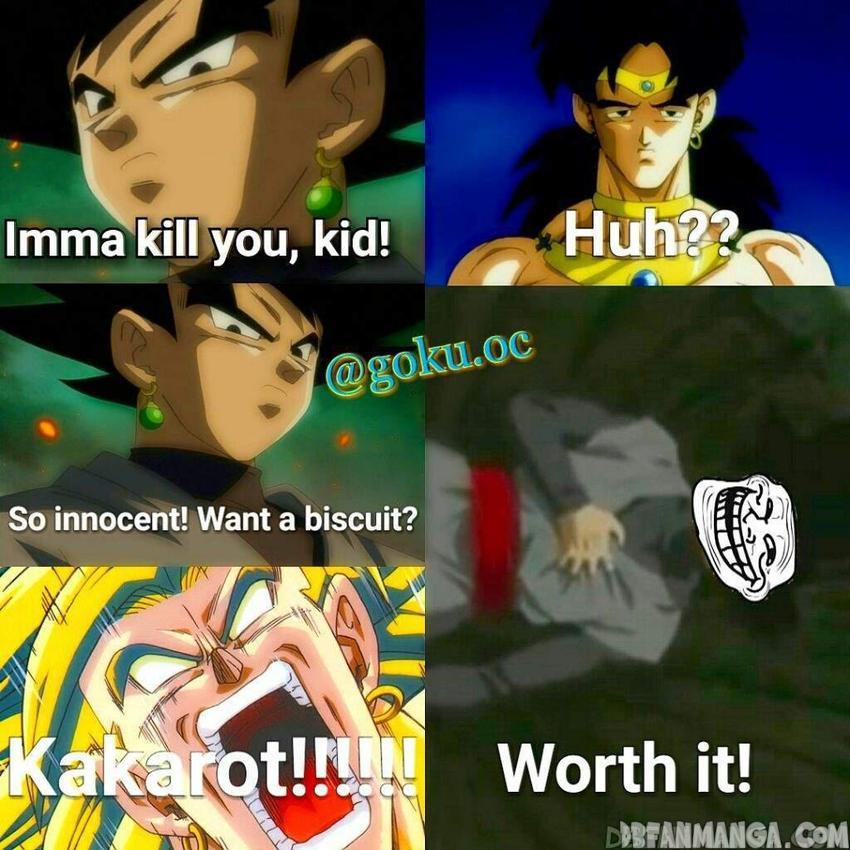 Imma kill you, kid!
Huh??
@goku.oc
So innocent! Want a biscuit?
Kakarot!!!!!!
Worth it!
DBFANMANGA.COM